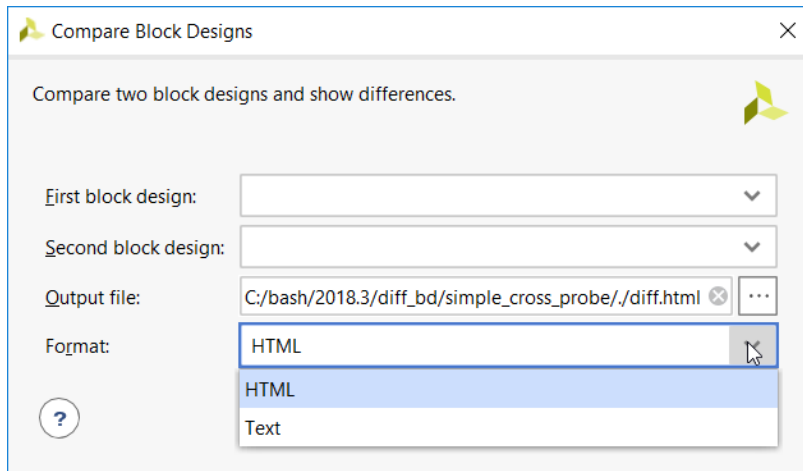 Compare Block Designs
Compare two block designs and show differences.
First block design:
Second block design:
Output file: C:/bash/2018.3/diff_bd/simple_cross_probe/./diff.html ...
Format: HTML
HTML
?
Text